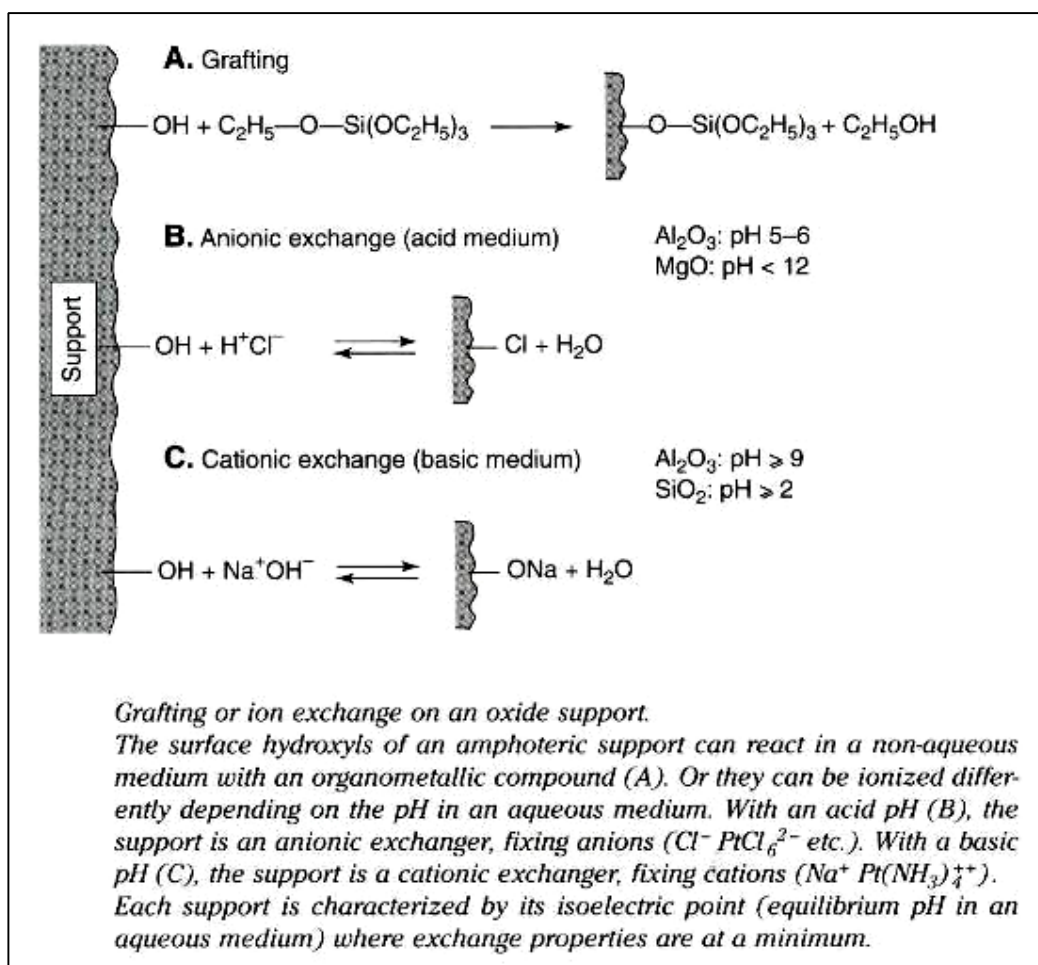 A. Grafting
OH + C₂H₅—O—Si(OC₂H₅)₃ ⟶ O—Si(OC₂H₅)₃ + C₂H₅OH
B. Anionic exchange (acid medium) Al₂O₃: pH 5–6
MgO: pH < 12
Support
OH + H⁺Cl⁻ ⇌ Cl + H₂O
C. Cationic exchange (basic medium) Al₂O₃: pH ⩾ 9
SiO₂: pH ⩾ 2
OH + Na⁺OH⁻ ⇌ ONa + H₂O
Grafting or ion exchange on an oxide support.
The surface hydroxyls of an amphoteric support can react in a non-aqueous
medium with an organometallic compound (A). Or they can be ionized differ-
ently depending on the pH in an aqueous medium. With an acid pH (B), the
support is an anionic exchanger, fixing anions (Cl⁻ PtCl₆²⁻ etc.). With a basic
pH (C), the support is a cationic exchanger, fixing cations (Na⁺ Pt(NH₃)₄⁺⁺).
Each support is characterized by its isoelectric point (equilibrium pH in an
aqueous medium) where exchange properties are at a minimum.